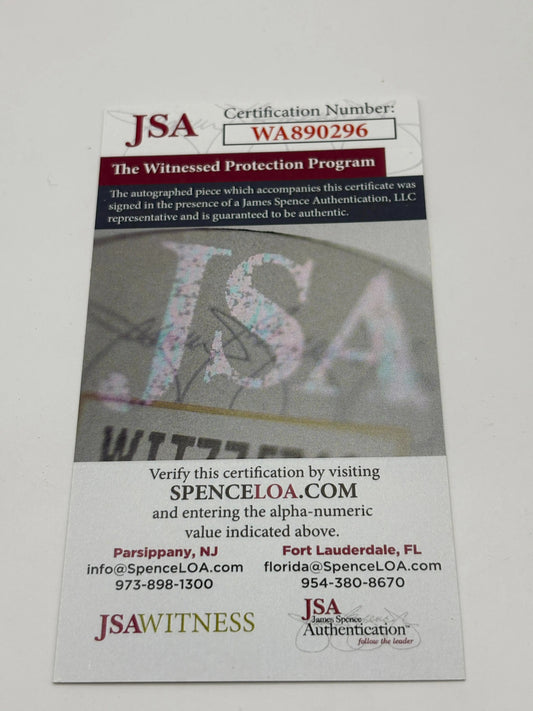 JSA
Certification Number:
WA890296
The Witnessed Protection Program
The autographed piece which accompanies this certificate was
signed in the presence of a James Spence Authentication, LLC
representative and is guaranteed to be authentic.
JSA
Verify this certification by visiting
SPENCELOA.COM
and entering the alpha-numeric
value indicated above.
Parsippany, NJ
info@SpenceLOA.com
973-898-1300
Fort Lauderdale, FL
florida@SpenceLOA.com
954-380-8670
JSAWITNESS
JSA
James Spence
Authentication™
follow the leader